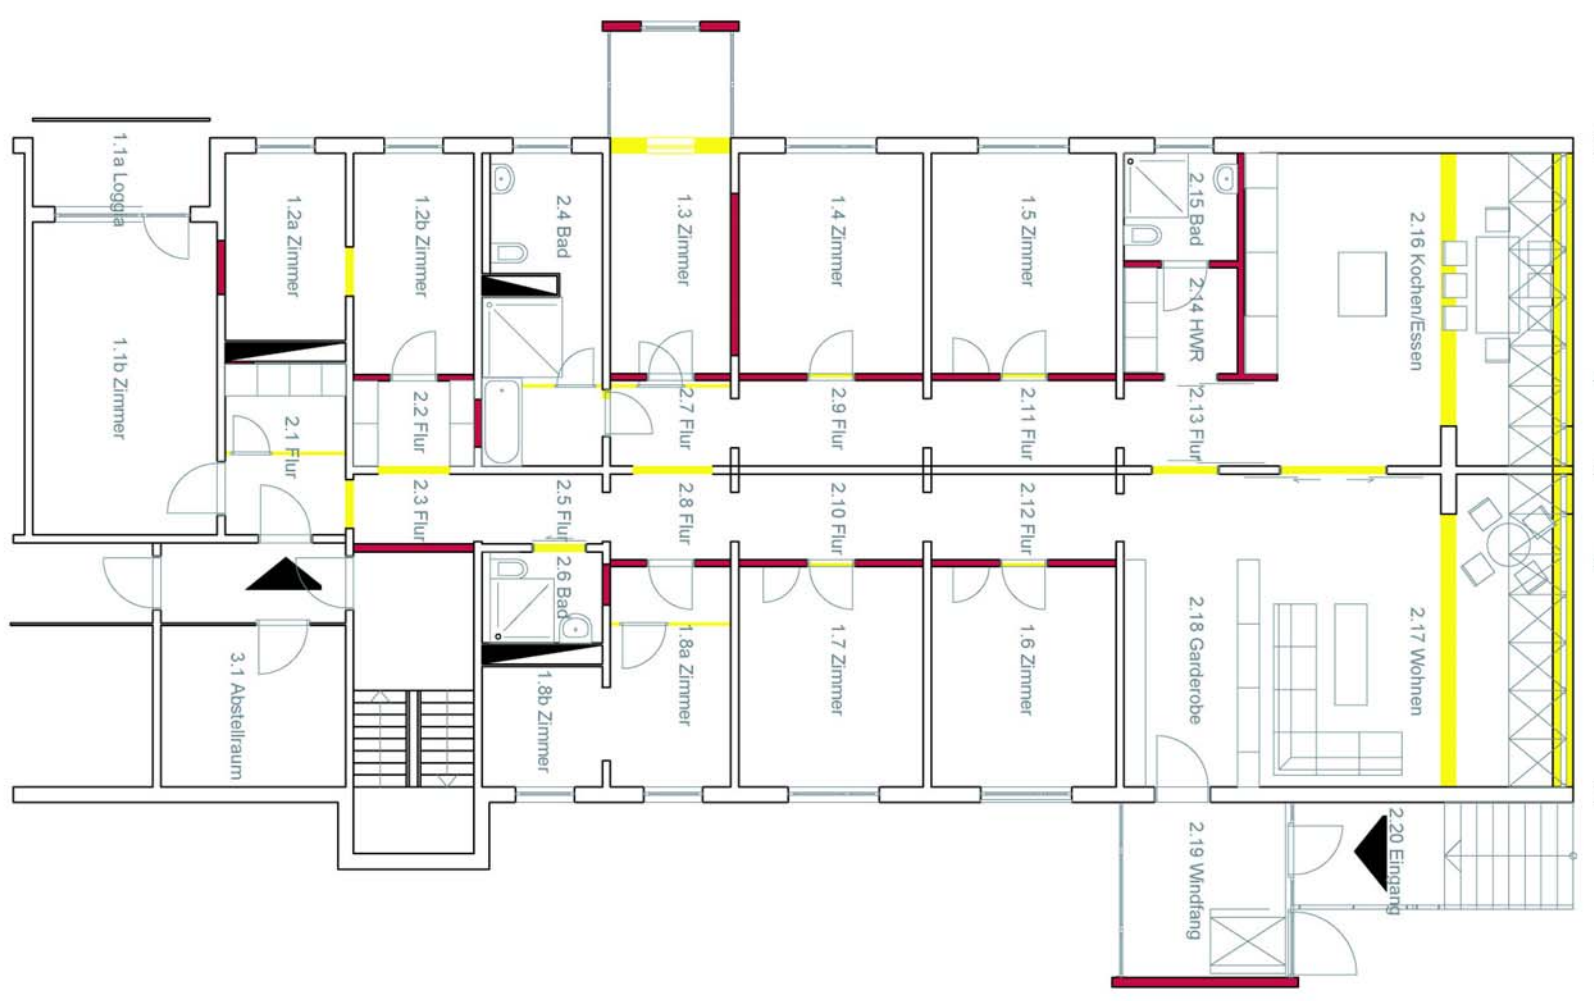 1.1a Loggia
1.2a Zimmer
1.2b Zimmer
2.4 Bad
1.3 Zimmer
1.4 Zimmer
1.5 Zimmer
2.15 Bad
2.16 Kochen/Essen
1.1b Zimmer
2.14 HWR
2.1 Flur
2.2 Flur
2.7 Flur
2.9 Flur
2.11 Flur
2.13 Flur
2.3 Flur
2.5 Flur
2.8 Flur
2.10 Flur
2.12 Flur
2.6 Bad
3.1 Abstellraum
1.8b Zimmer
1.8a Zimmer
1.7 Zimmer
1.6 Zimmer
2.18 Garderobe
2.17 Wohnen
2.19 Windfang
2.20 Eingang